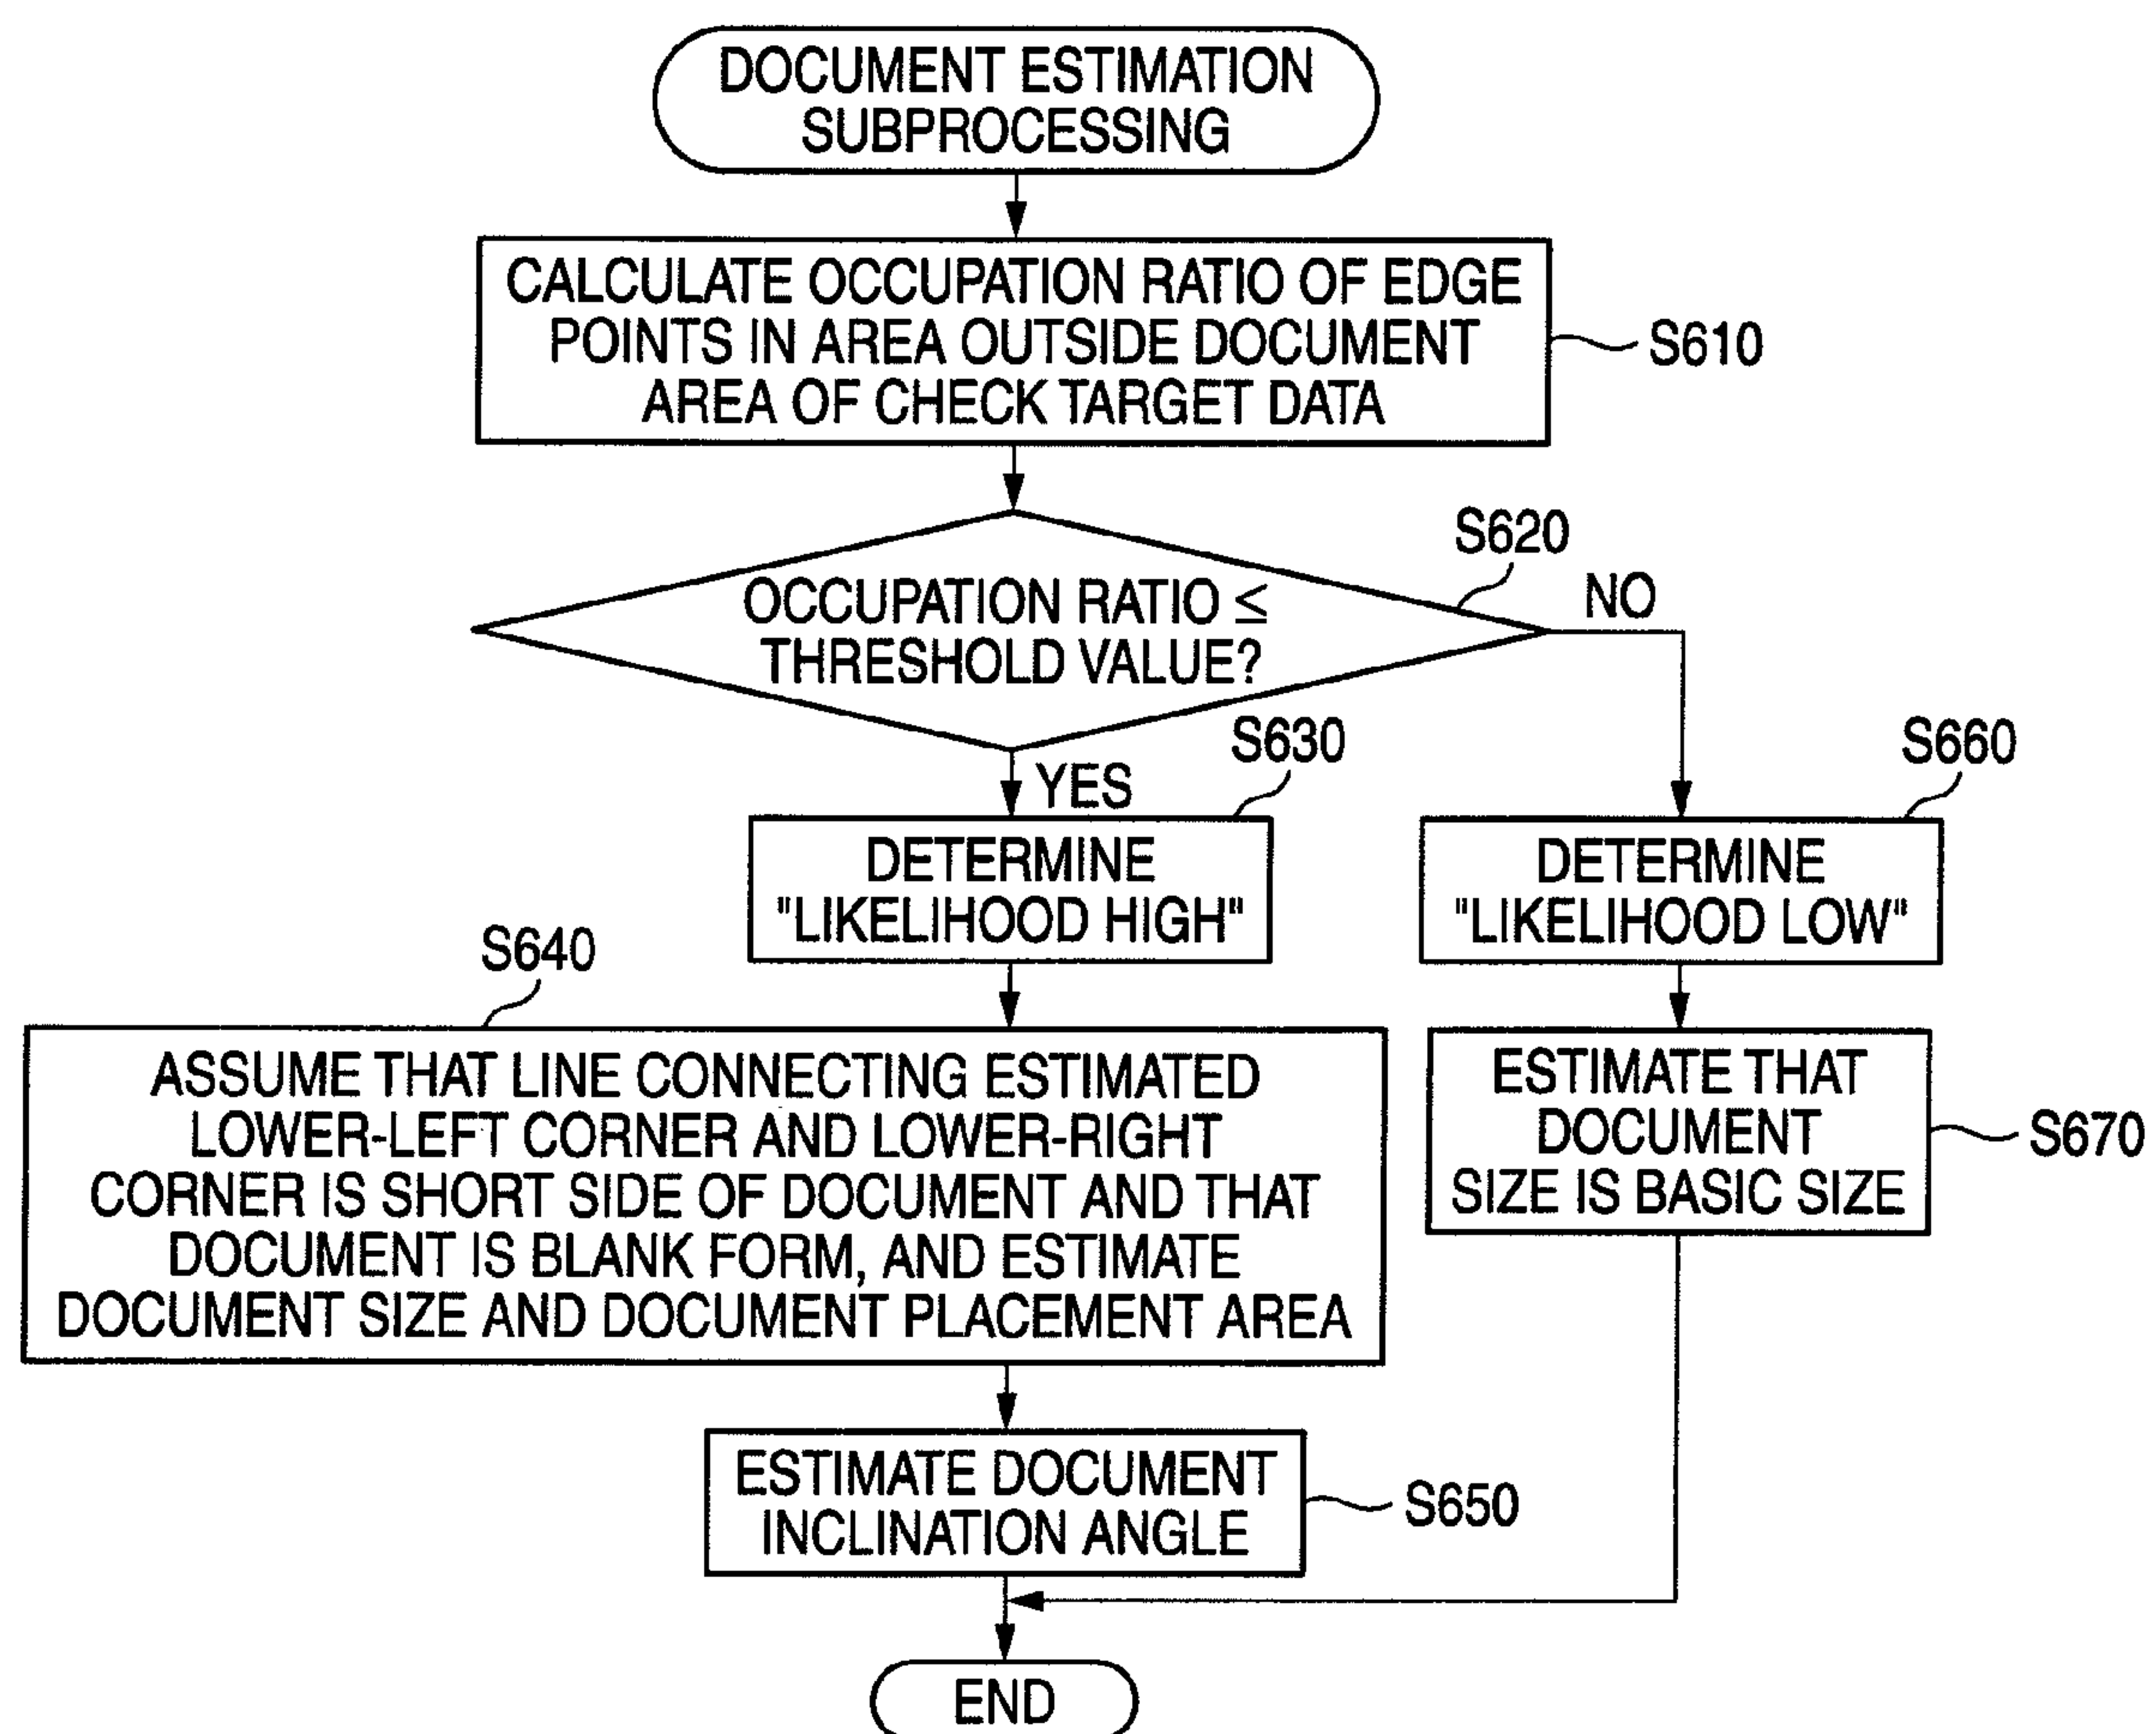 DOCUMENT ESTIMATION
SUBPROCESSING
CALCULATE OCCUPATION RATIO OF EDGE
POINTS IN AREA OUTSIDE DOCUMENT
AREA OF CHECK TARGET DATA
S610
S620
OCCUPATION RATIO ≤
THRESHOLD VALUE?
NO
YES
S630
DETERMINE
"LIKELIHOOD HIGH"
S660
DETERMINE
"LIKELIHOOD LOW"
S640
ASSUME THAT LINE CONNECTING ESTIMATED
LOWER-LEFT CORNER AND LOWER-RIGHT
CORNER IS SHORT SIDE OF DOCUMENT AND THAT
DOCUMENT IS BLANK FORM, AND ESTIMATE
DOCUMENT SIZE AND DOCUMENT PLACEMENT AREA
ESTIMATE THAT
DOCUMENT
SIZE IS BASIC SIZE
S670
ESTIMATE DOCUMENT
INCLINATION ANGLE
S650
END